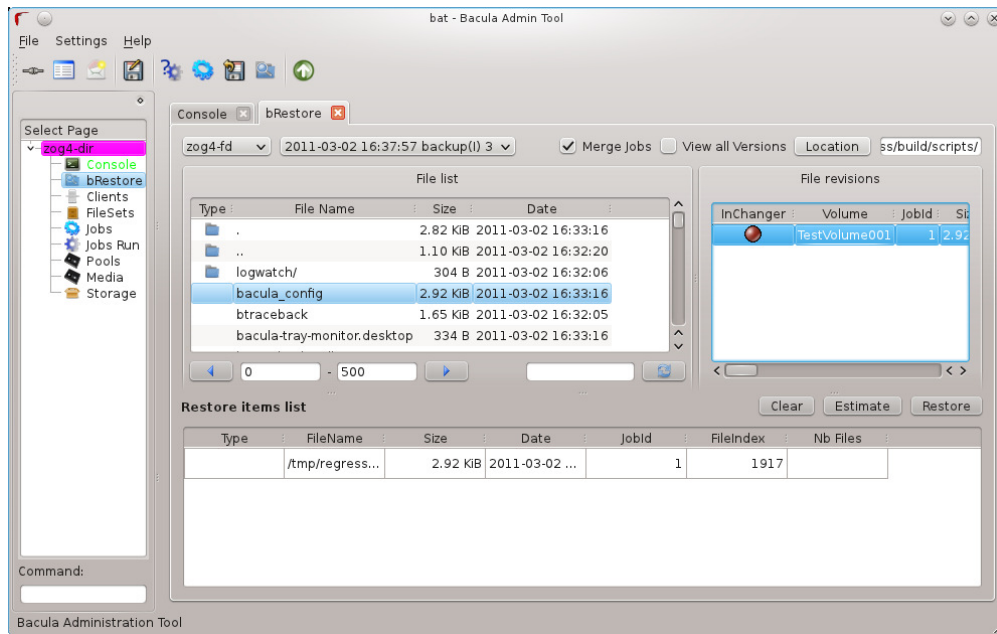 bat - Bacula Admin Tool
File Settings Help
Console bRestore
Select Page
zog4-dir
Console
bRestore
Clients
FileSets
Jobs
Jobs Run
Pools
Media
Storage
Command:
zog4-fd 2011-03-02 16:37:57 backup(I) 3 Merge Jobs View all Versions Location ss/build/scripts/
File list
Type File Name Size Date
. 2.82 KiB 2011-03-02 16:33:16
.. 1.10 KiB 2011-03-02 16:32:20
logwatch/ 304 B 2011-03-02 16:32:06
bacula_config 2.92 KiB 2011-03-02 16:33:16
btraceback 1.65 KiB 2011-03-02 16:32:05
bacula-tray-monitor.desktop 334 B 2011-03-02 16:33:16
0 - 500
File revisions
InChanger Volume JobId Si
TestVolume001 1 2.92
Restore items list Clear Estimate Restore
Type FileName Size Date JobId FileIndex Nb Files
/tmp/regress... 2.92 KiB 2011-03-02 ... 1 1917
Bacula Administration Tool